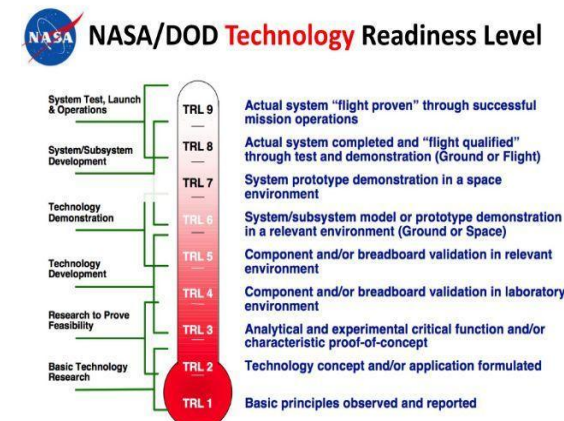 NASA
NASA/DOD Technology Readiness Level
System Test, Launch
& Operations
System/Subsystem
Development
Technology
Demonstration
Technology
Development
Research to Prove
Feasibility
Basic Technology
Research
TRL 9
TRL 8
TRL 7
TRL 6
TRL 5
TRL 4
TRL 3
TRL 2
TRL 1
Actual system “flight proven” through successful
mission operations
Actual system completed and “flight qualified”
through test and demonstration (Ground or Flight)
System prototype demonstration in a space
environment
System/subsystem model or prototype demonstration
in a relevant environment (Ground or Space)
Component and/or breadboard validation in relevant
environment
Component and/or breadboard validation in laboratory
environment
Analytical and experimental critical function and/or
characteristic proof-of-concept
Technology concept and/or application formulated
Basic principles observed and reported